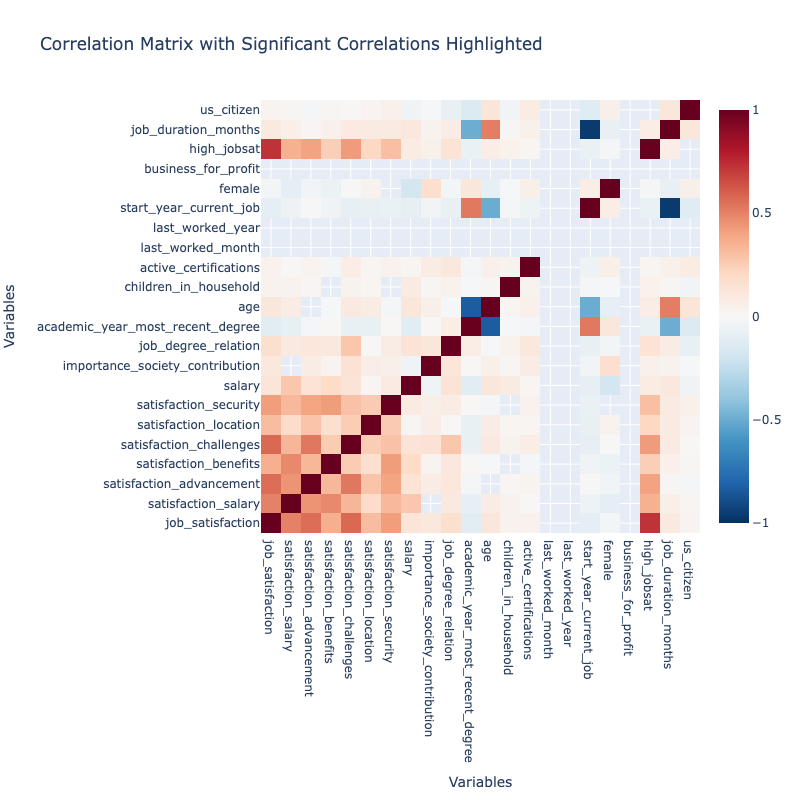 Correlation Matrix with Significant Correlations Highlighted
Variables
us_citizen
job_duration_months
high_jobsat
business_for_profit
female
start_year_current_job
last_worked_year
last_worked_month
active_certifications
children_in_household
age
academic_year_most_recent_degree
job_degree_relation
importance_society_contribution
salary
satisfaction_security
satisfaction_location
satisfaction_challenges
satisfaction_benefits
satisfaction_advancement
satisfaction_salary
job_satisfaction
job_satisfaction
satisfaction_salary
satisfaction_advancement
satisfaction_benefits
satisfaction_challenges
satisfaction_location
satisfaction_security
salary
importance_society_contribution
job_degree_relation
academic_year_most_recent_degree
age
children_in_household
active_certifications
last_worked_month
last_worked_year
start_year_current_job
female
business_for_profit
high_jobsat
job_duration_months
us_citizen
Variables
1
0.5
0
−0.5
−1